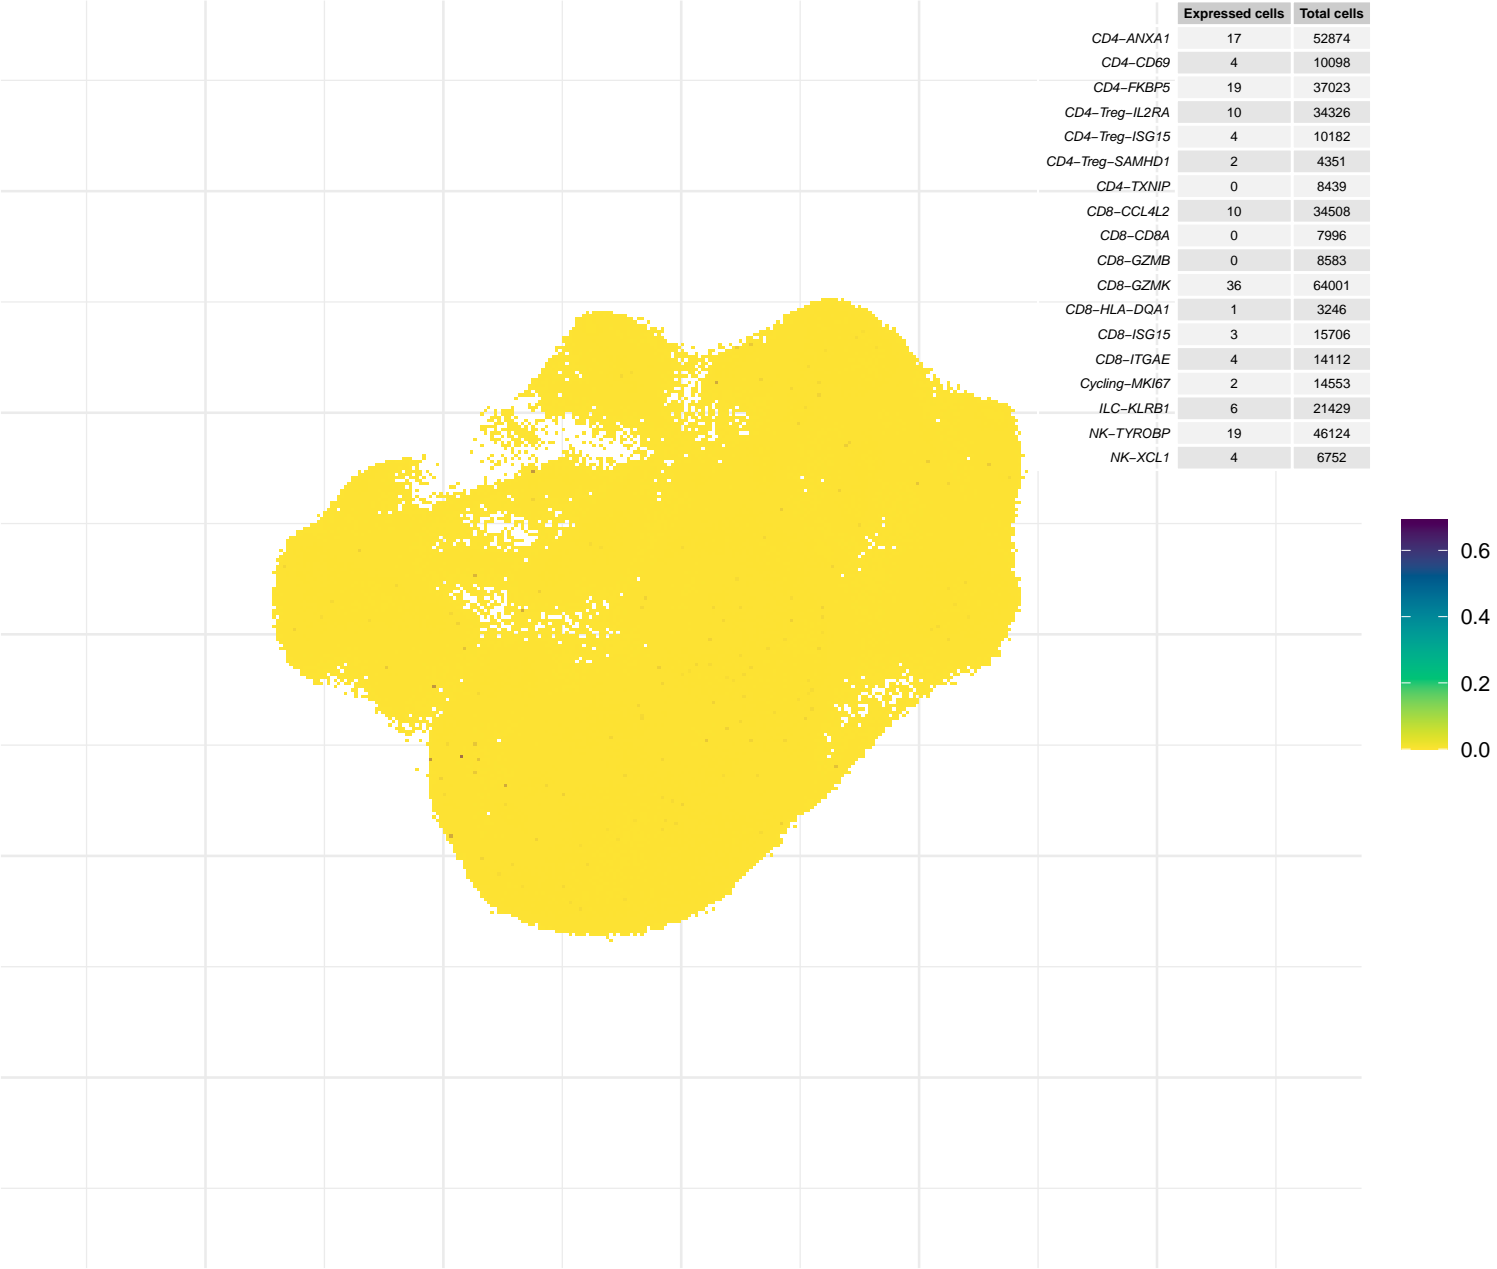 Expressed cells Total cells
CD4−ANXA1 17 52874
CD4−CD69 4 10098
CD4−FKBP5 19 37023
CD4−Treg−IL2RA 10 34326
CD4−Treg−ISG15 4 10182
CD4−Treg−SAMHD1 2 4351
CD4−TXNIP 0 8439
CD8−CCL4L2 10 34508
CD8−CD8A 0 7996
CD8−GZMB 0 8583
CD8−GZMK 36 64001
CD8−HLA−DQA1 1 3246
CD8−ISG15 3 15706
CD8−ITGAE 4 14112
Cycling−MKI67 2 14553
ILC−KLRB1 6 21429
NK−TYROBP 19 46124
NK−XCL1 4 6752
0.6
0.4
0.2
0.0